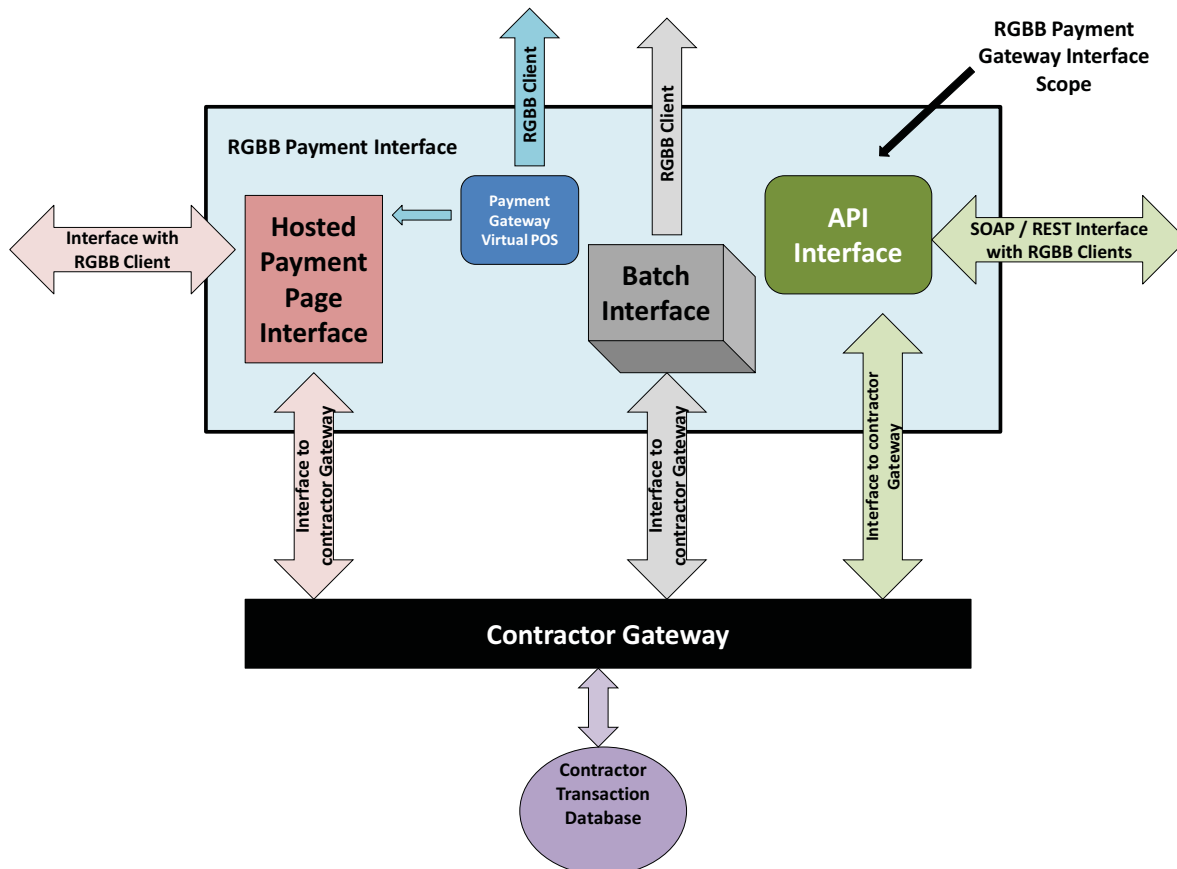 RGBB Payment
Gateway Interface
Scope
RGBB Client
RGBB Client
RGBB Payment Interface
Payment
Gateway
Virtual POS
Hosted
Payment
Page
Interface
Interface with
RGBB Client
Batch
Interface
API
Interface
SOAP / REST Interface
with RGBB Clients
Interface to
contractor Gateway
Interface to
contractor Gateway
Interface to contractor
Gateway
Contractor Gateway
Contractor
Transaction
Database